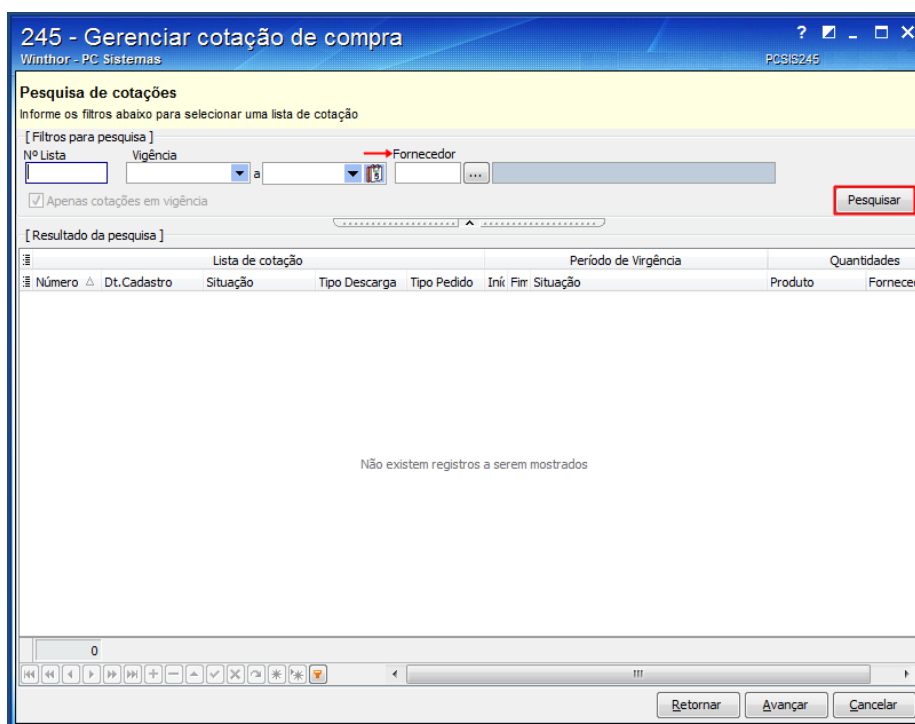 245 - Gerenciar cotação de compra
Winthor - PC Sistemas PCSIS245
Pesquisa de cotações
Informe os filtros abaixo para selecionar uma lista de cotação
[ Filtros para pesquisa ]
Nº Lista Vigência Fornecedor
a
Apenas cotações em vigência Pesquisar
[ Resultado da pesquisa ]
Lista de cotação Período de Virgência Quantidades
Número Dt.Cadastro Situação Tipo Descarga Tipo Pedido Iníc Fim Situação Produto Fornece
Não existem registros a serem mostrados
0
Retornar Avançar Cancelar